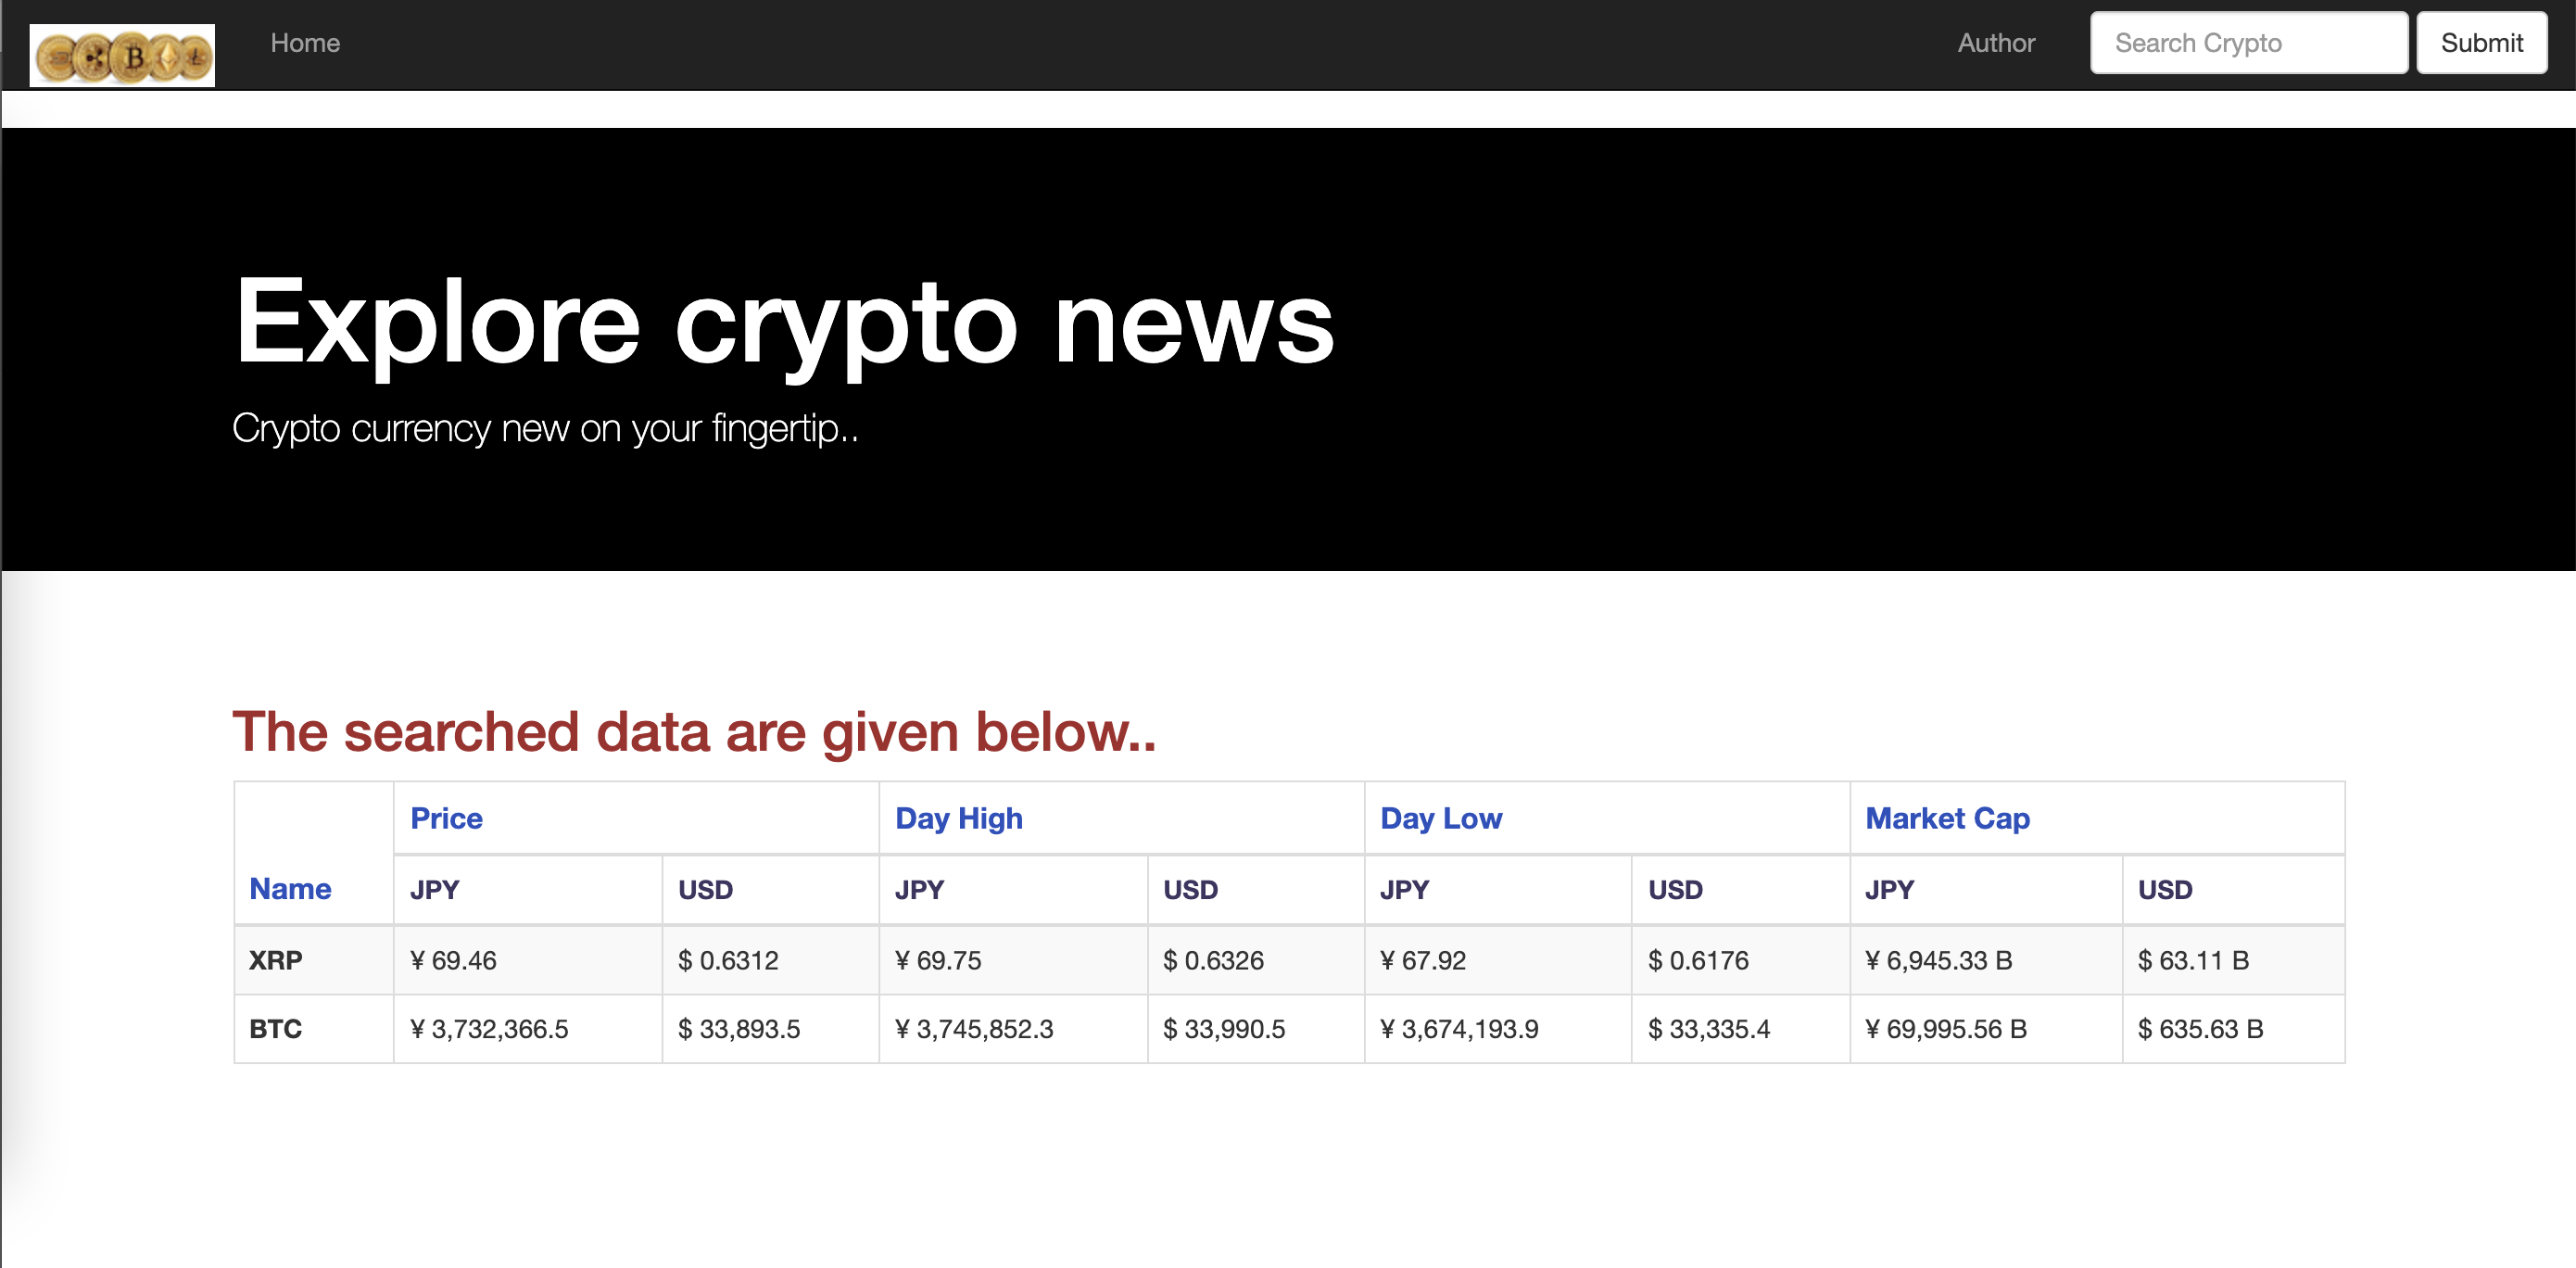 Home Author Search Crypto Submit
Explore crypto news
Crypto currency new on your fingertip..
The searched data are given below..
Name Price Day High Day Low Market Cap
JPY USD JPY USD JPY USD JPY USD
XRP ¥ 69.46 $ 0.6312 ¥ 69.75 $ 0.6326 ¥ 67.92 $ 0.6176 ¥ 6,945.33 B $ 63.11 B
BTC ¥ 3,732,366.5 $ 33,893.5 ¥ 3,745,852.3 $ 33,990.5 ¥ 3,674,193.9 $ 33,335.4 ¥ 69,995.56 B $ 635.63 B